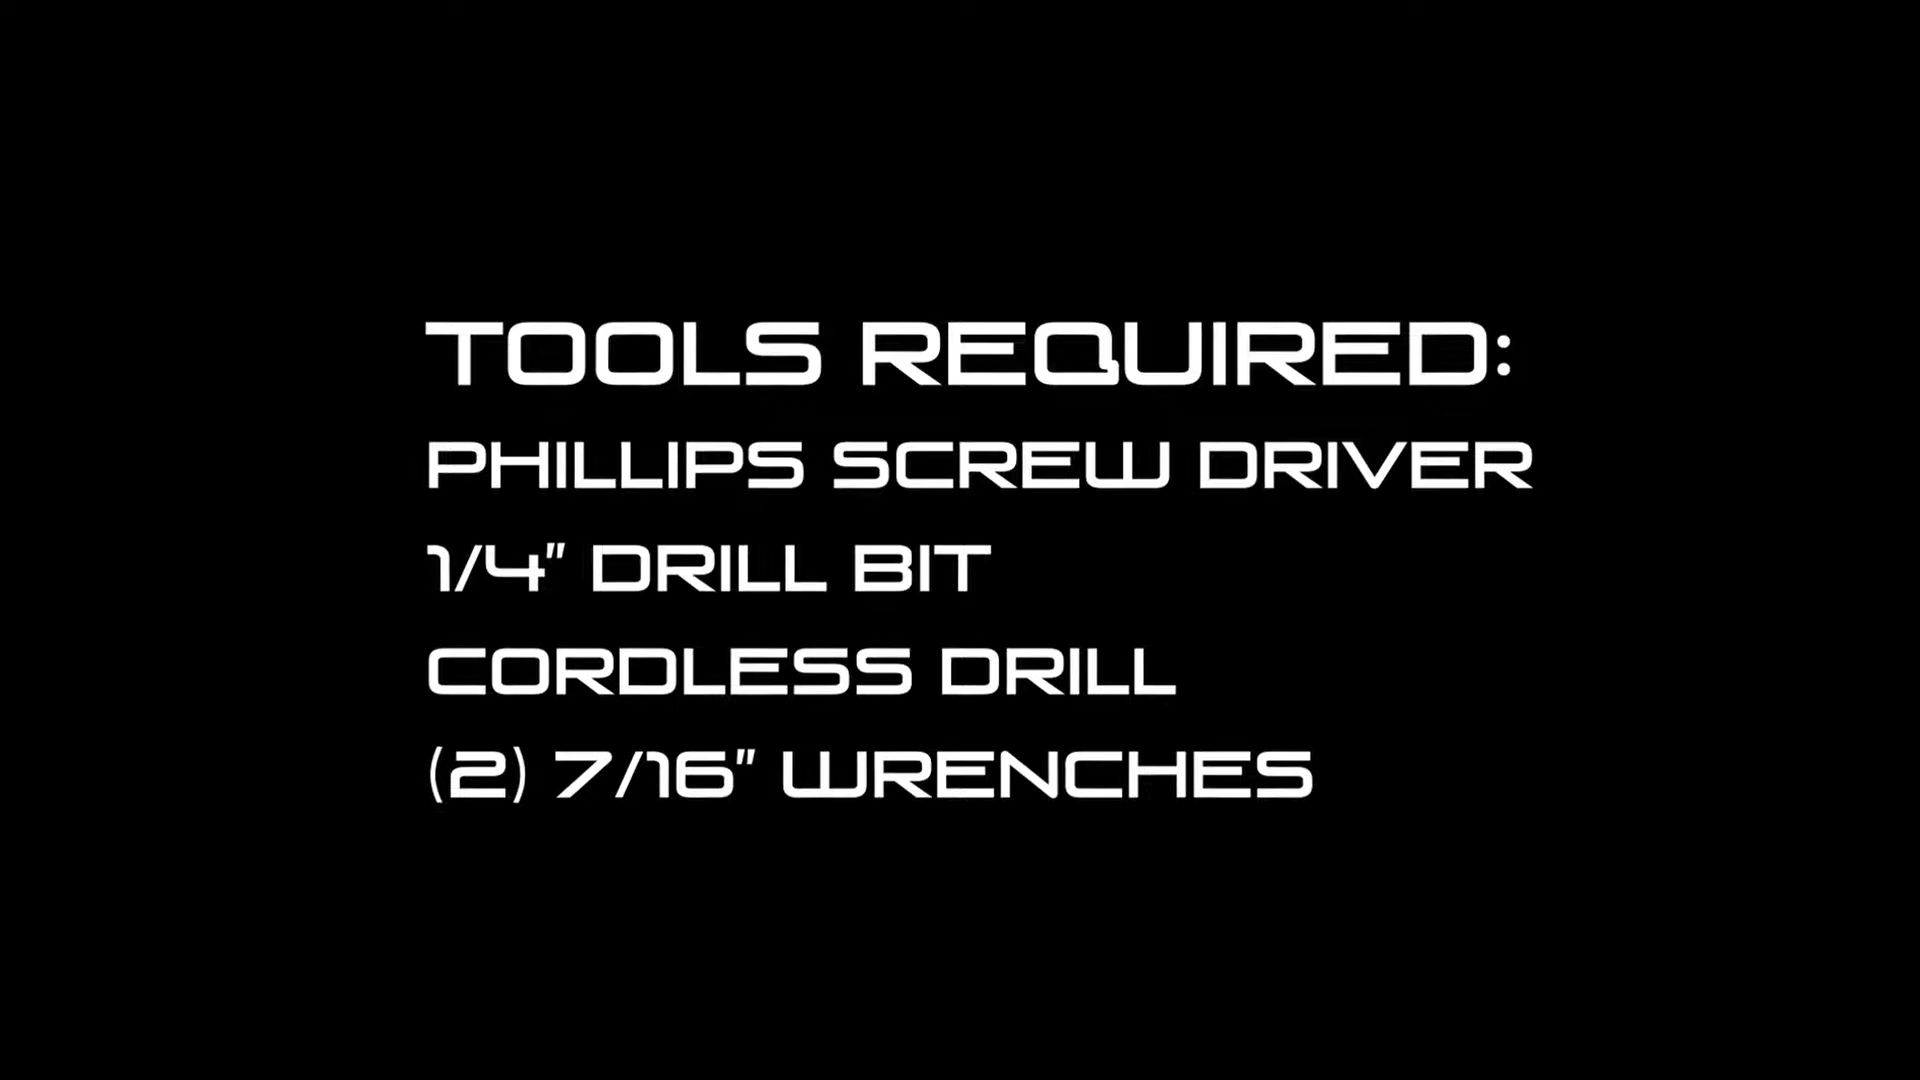 TOOLS REQUIRED:
PHILLIPS SCREW DRIVER
1/4" DRILL BIT
CORDLESS DRILL
(2) 7/16" WRENCHES